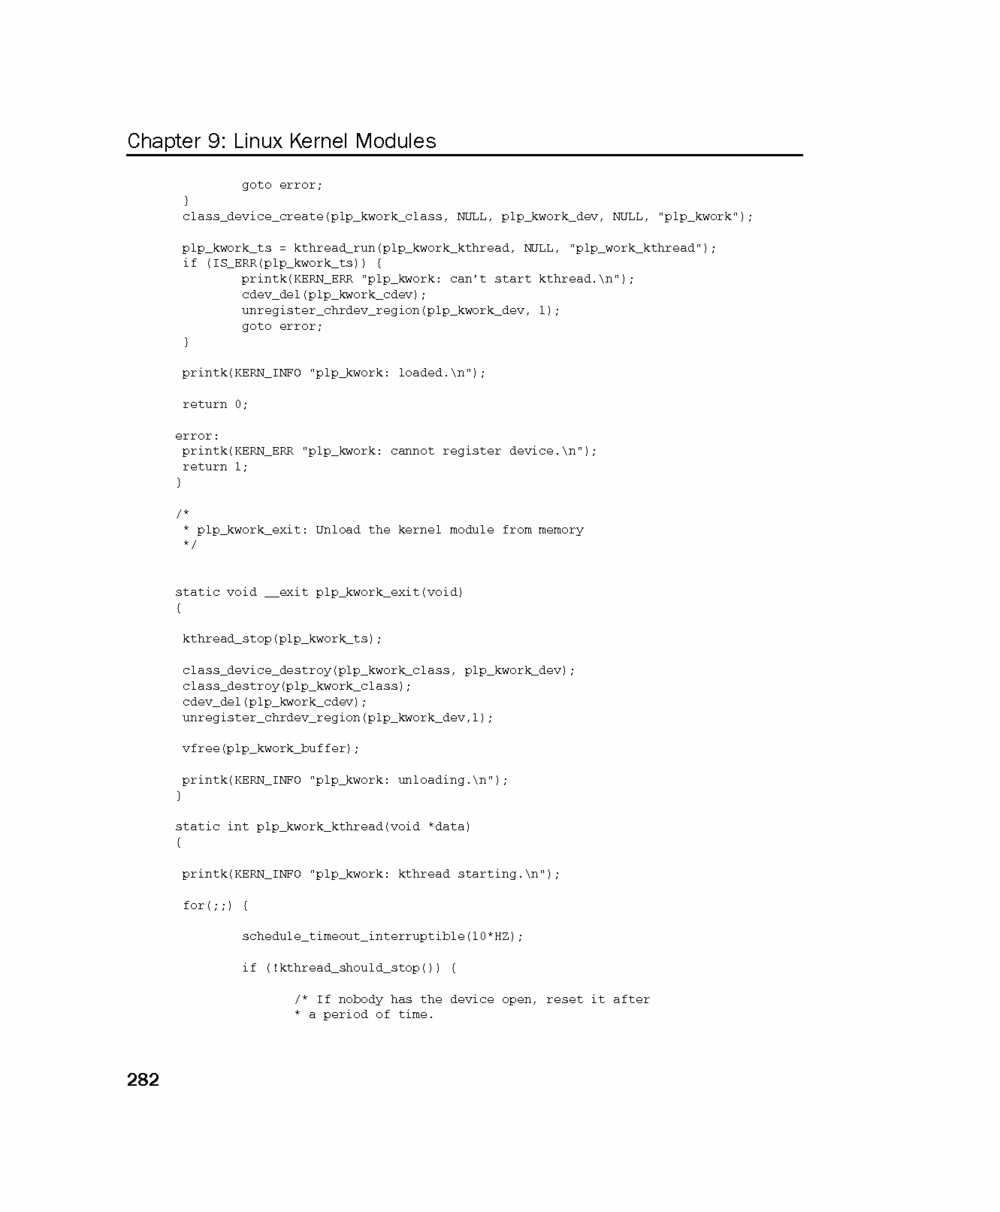 Chapter 9: Linux Kernel Modules
goto error;
}
class_device_create(plp_kwork_class, NULL, plp_kwork_dev, NULL, "plp_kwork");
plp_kwork_ts = kthread_run(plp_kwork_kthread, NULL, "plp_work_kthread");
if (IS_ERR(plp_kwork_ts)) {
printk(KERN_ERR "plp_kwork: can't start kthread.\n");
cdev_del(plp_kwork_cdev);
unregister_chrdev_region(plp_kwork_dev, 1);
goto error;
}
printk(KERN_INFO "plp_kwork: loaded.\n");
return 0;
error:
printk(KERN_ERR "plp_kwork: cannot register device.\n");
return 1;
}
/*
* plp_kwork_exit: Unload the kernel module from memory
*/
static void __exit plp_kwork_exit(void)
{
kthread_stop(plp_kwork_ts);
class_device_destroy(plp_kwork_class, plp_kwork_dev);
class_destroy(plp_kwork_class);
cdev_del(plp_kwork_cdev);
unregister_chrdev_region(plp_kwork_dev,1);
vfree(plp_kwork_buffer);
printk(KERN_INFO "plp_kwork: unloading.\n");
}
static int plp_kwork_kthread(void *data)
{
printk(KERN_INFO "plp_kwork: kthread starting.\n");
for(;;) {
schedule_timeout_interruptible(10*HZ);
if (!kthread_should_stop()) {
/* If nobody has the device open, reset it after
* a period of time.
282